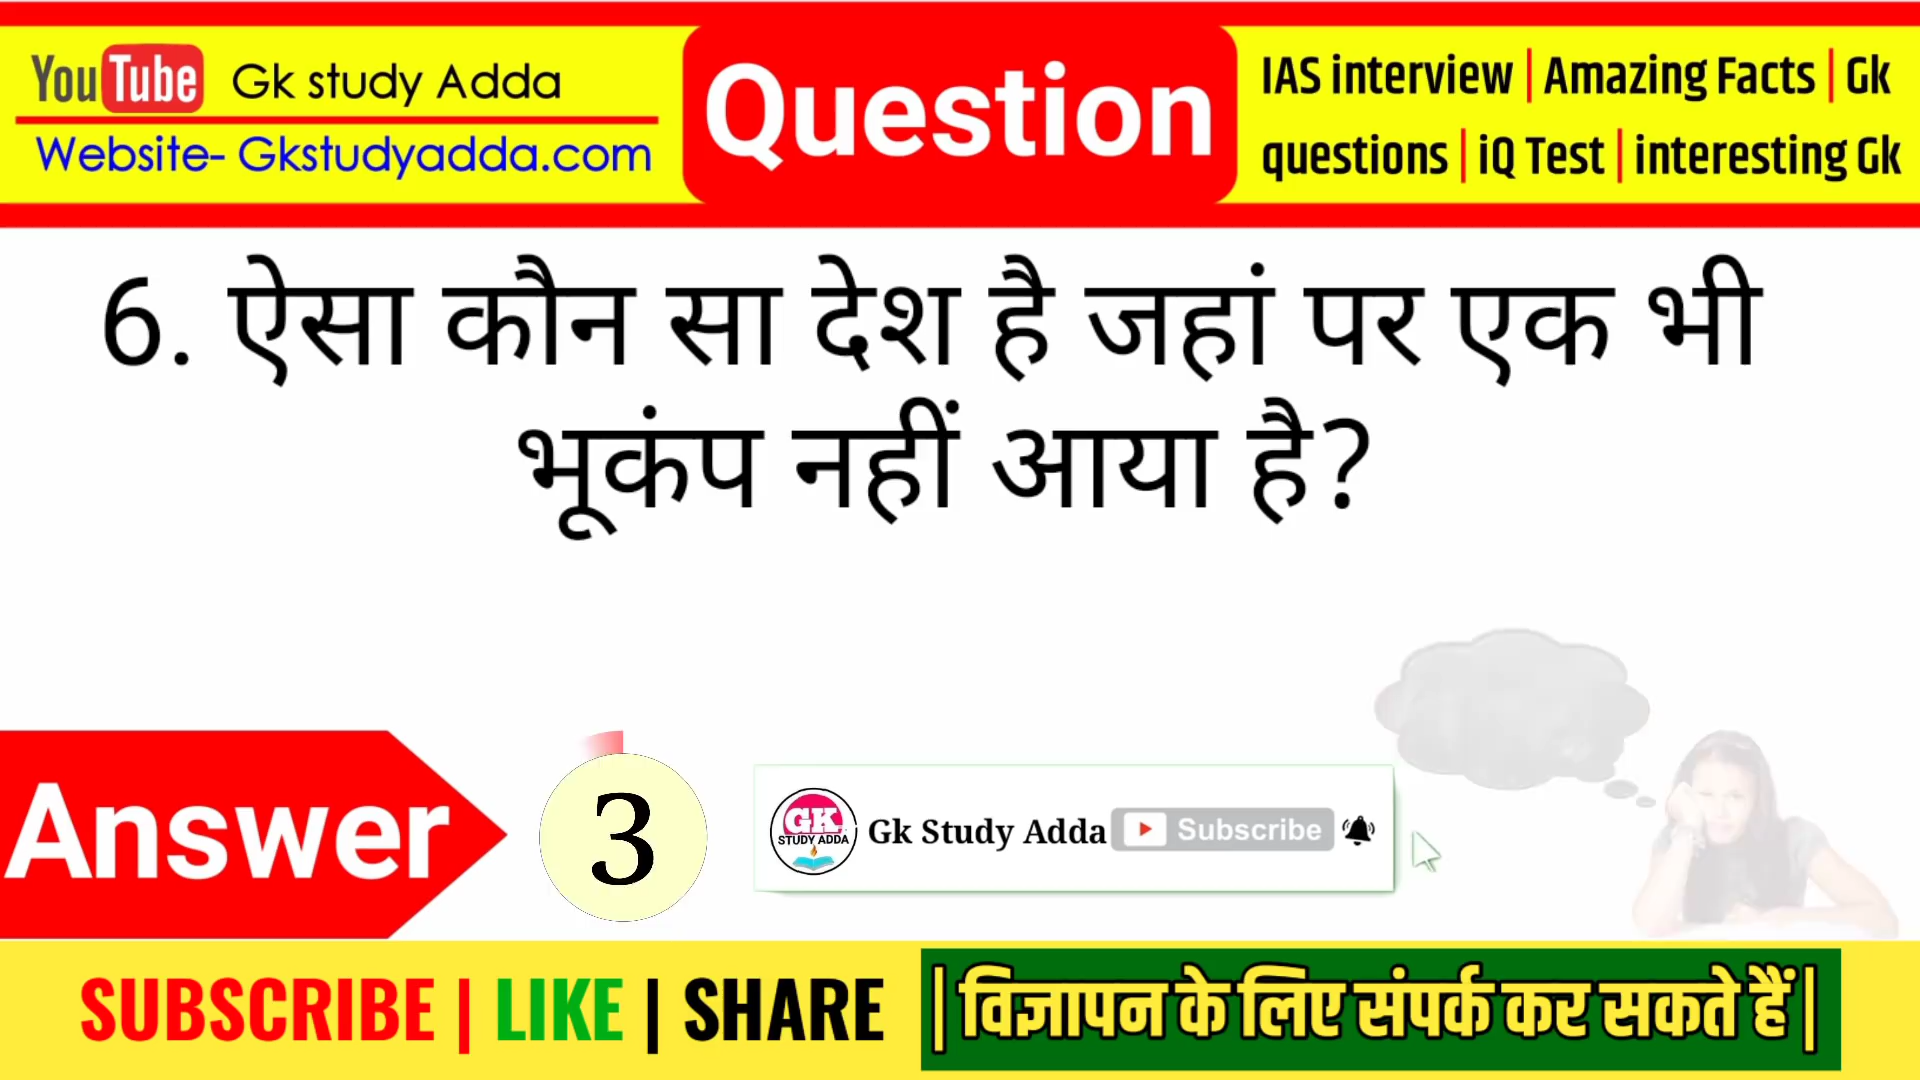 YouTube Gk study Adda
Website- Gkstudyadda.com
Question
IAS interview | Amazing Facts | Gk
questions | iQ Test | interesting Gk
6. ऐसा कौन सा देश है जहां पर एक भी
भूकंप नहीं आया है?
Answer
3
GK
STUDY ADDA
Gk Study Adda
Subscribe
SUBSCRIBE | LIKE | SHARE
| विज्ञापन के लिए संपर्क कर सकते हैं |